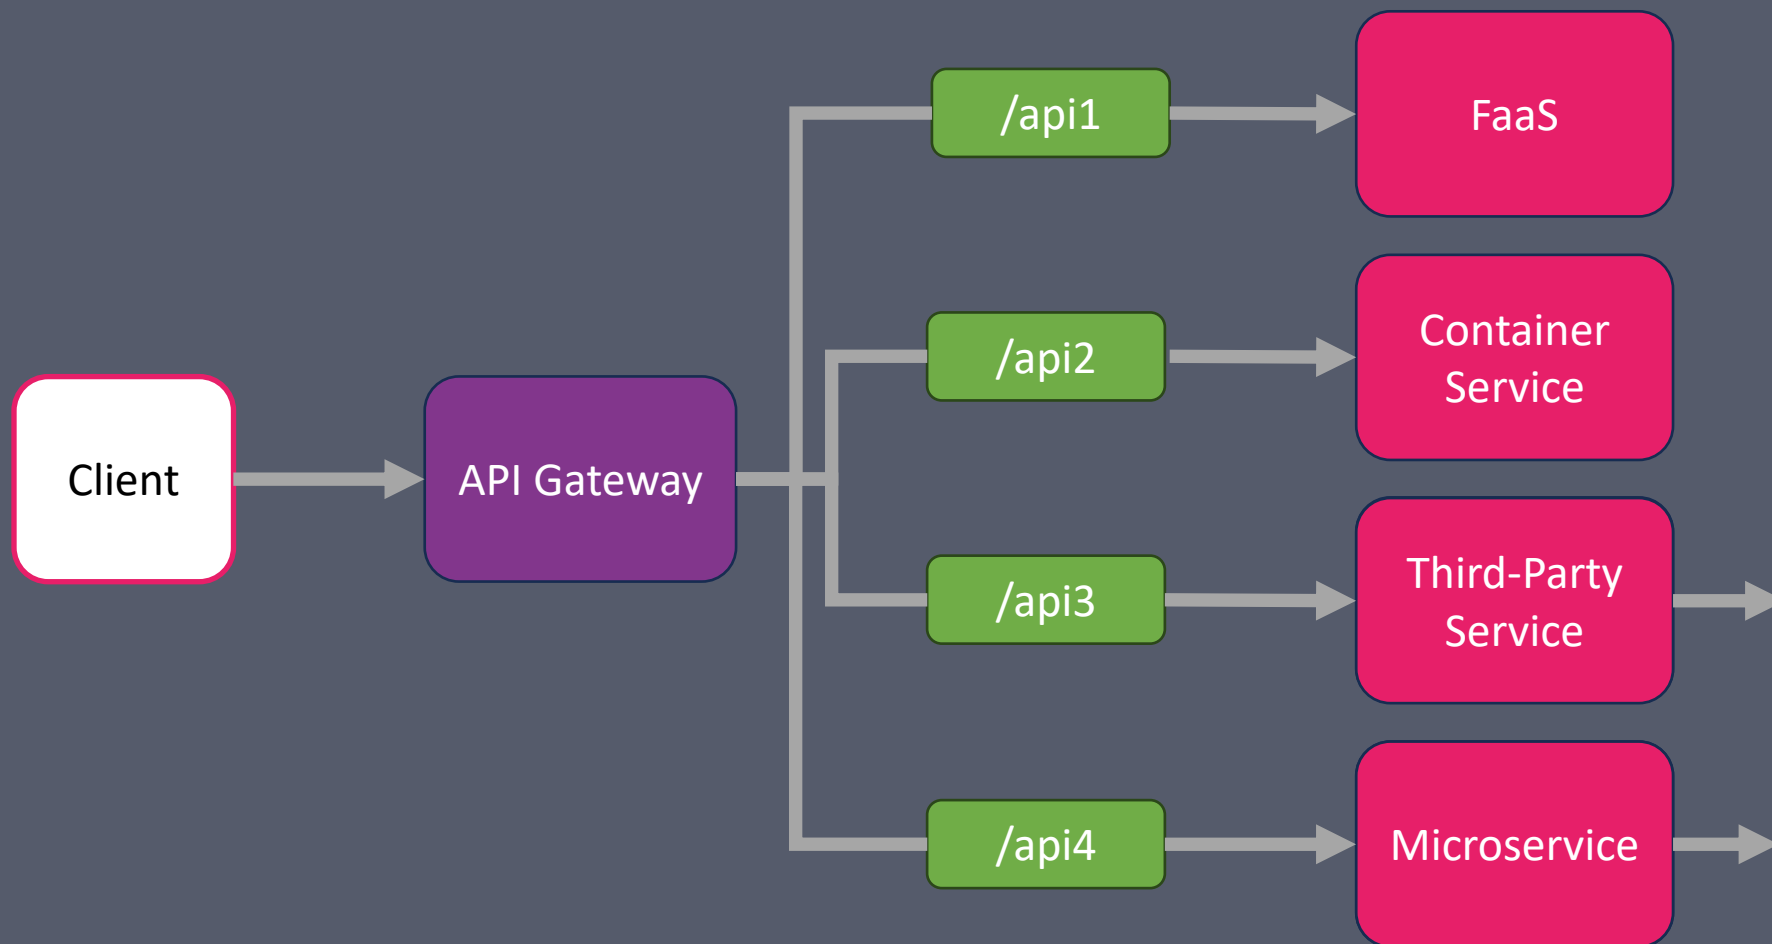 Client
API Gateway
/api1
FaaS
/api2
Container
Service
/api3
Third-Party
Service
/api4
Microservice